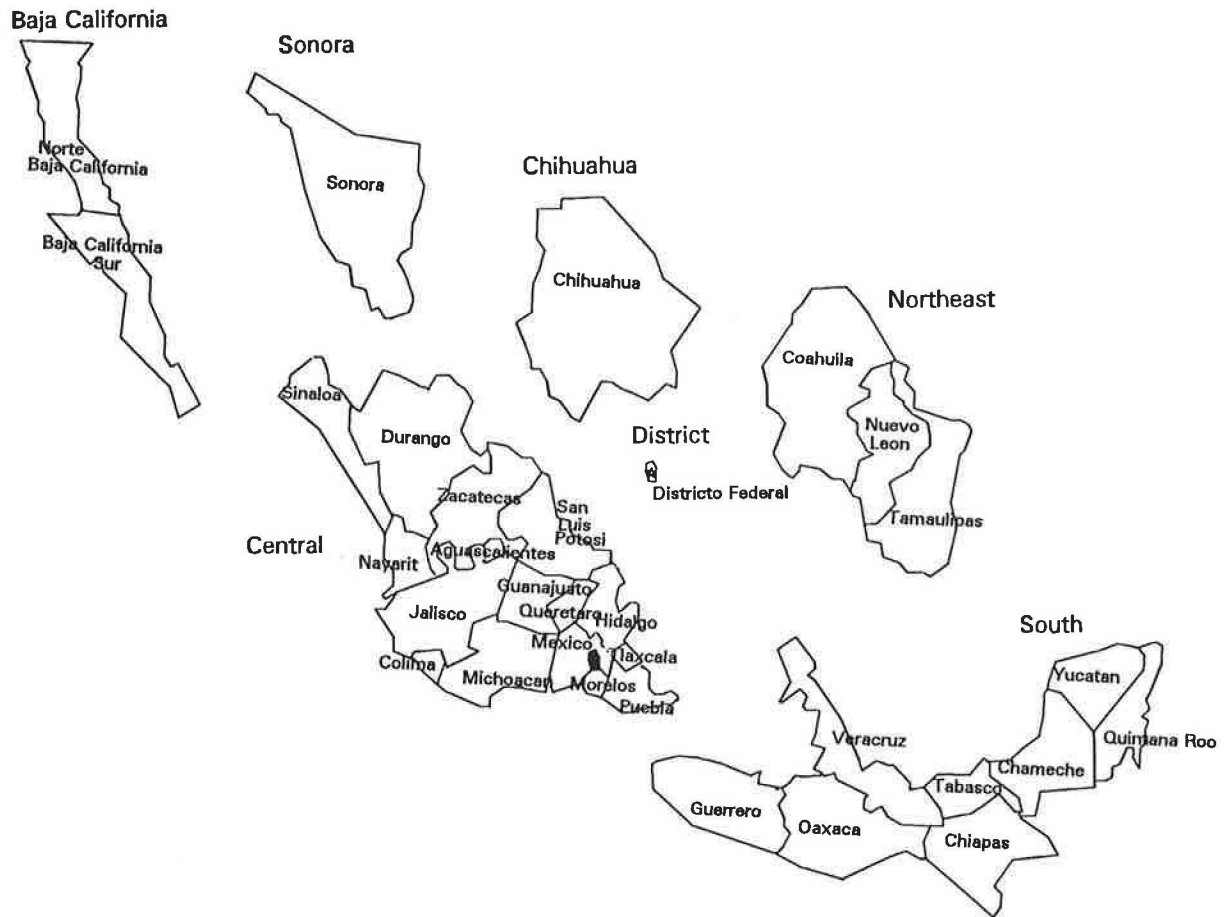 Baja California
Sonora
Norte
Baja California
Sonora
Chihuahua
Baja California
Sur
Chihuahua
Northeast
Coahuila
Sinaloa
Nuevo
Leon
Durango
District
Districto Federal
Zacatecas
San
Luis
Potosi
Tamaulipas
Central
Aguascalientes
Nayarit
Guanajuato
Jalisco
Queretaro
Hidalgo
South
Mexico
Tlaxcala
Colima
Michoacan
Morelos
Puebla
Yucatan
Veracruz
Quimana Roo
Chameche
Tabasco
Guerrero
Oaxaca
Chiapas